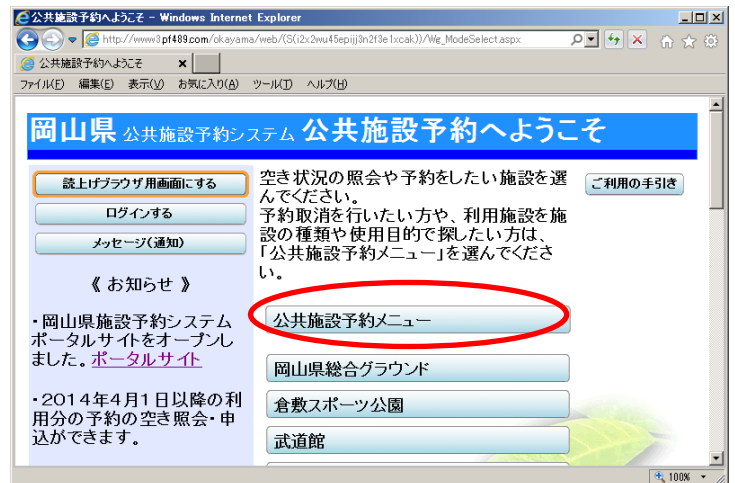 公共施設予約へようこそ - Windows Internet Explorer
http://www3.pf489.com/okayama/web/(S(i2x2wu45epijj3n2f3e1xcak))/Wg_ModeSelect.aspx
公共施設予約へようこそ
ファイル(F) 編集(E) 表示(V) お気に入り(A) ツール(T) ヘルプ(H)
岡山県 公共施設予約システム 公共施設予約へようこそ
読上げブラウザ用画面にする
ログインする
メッセージ(通知)
《 お知らせ 》
・岡山県施設予約システム
ポータルサイトをオープンし
ました。ポータルサイト
・2014年4月1日以降の利
用分の予約の空き照会・申
込ができます。
空き状況の照会や予約をしたい施設を選
んでください。
予約取消を行いたい方や、利用施設を施
設の種類や使用目的で探したい方は、
「公共施設予約メニュー」を選んでくださ
い。
ご利用の手引き
公共施設予約メニュー
岡山県総合グラウンド
倉敷スポーツ公園
武道館
100%